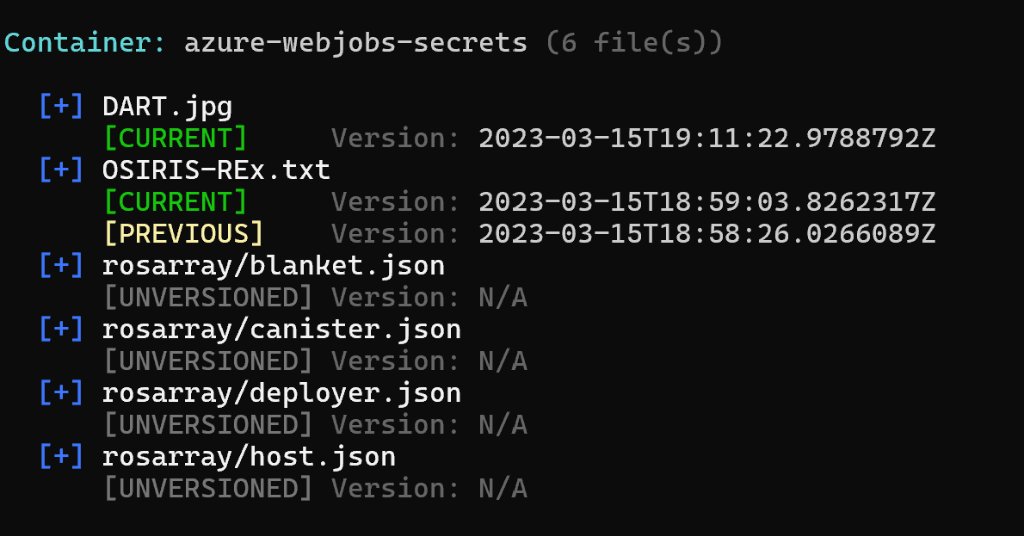 Container: azure-webjobs-secrets (6 file(s))
[+] DART.jpg
[CURRENT] Version: 2023-03-15T19:11:22.9788792Z
[+] OSIRIS-REx.txt
[CURRENT] Version: 2023-03-15T18:59:03.8262317Z
[PREVIOUS] Version: 2023-03-15T18:58:26.0266089Z
[+] rosarray/blanket.json
[UNVERSIONED] Version: N/A
[+] rosarray/canister.json
[UNVERSIONED] Version: N/A
[+] rosarray/deployer.json
[UNVERSIONED] Version: N/A
[+] rosarray/host.json
[UNVERSIONED] Version: N/A